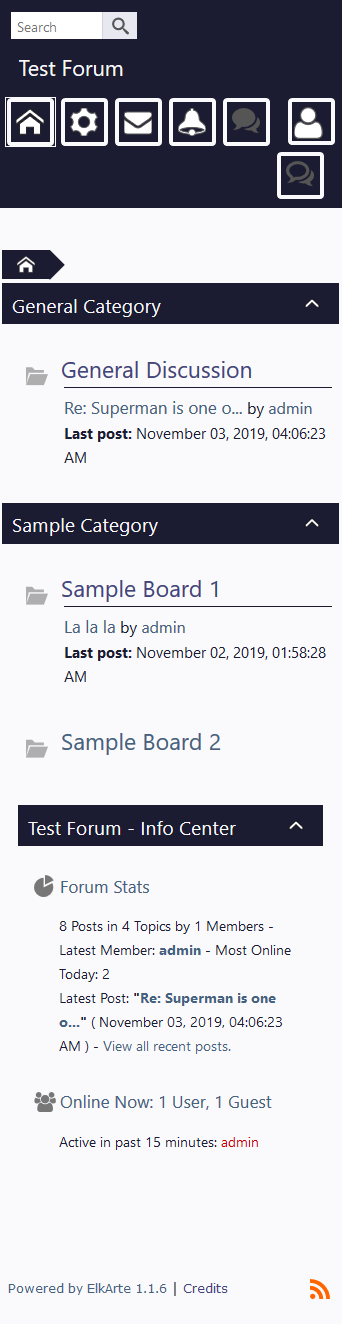 Search
Test Forum
General Category
General Discussion
Re: Superman is one o... by admin
Last post: November 03, 2019, 04:06:23
AM
Sample Category
Sample Board 1
La la la by admin
Last post: November 02, 2019, 01:58:28
AM
Sample Board 2
Test Forum - Info Center
Forum Stats
8 Posts in 4 Topics by 1 Members -
Latest Member: admin - Most Online
Today: 2
Latest Post: "Re: Superman is one
o..." ( November 03, 2019, 04:06:23
AM ) - View all recent posts.
Online Now: 1 User, 1 Guest
Active in past 15 minutes: admin
Powered by ElkArte 1.1.6 | Credits